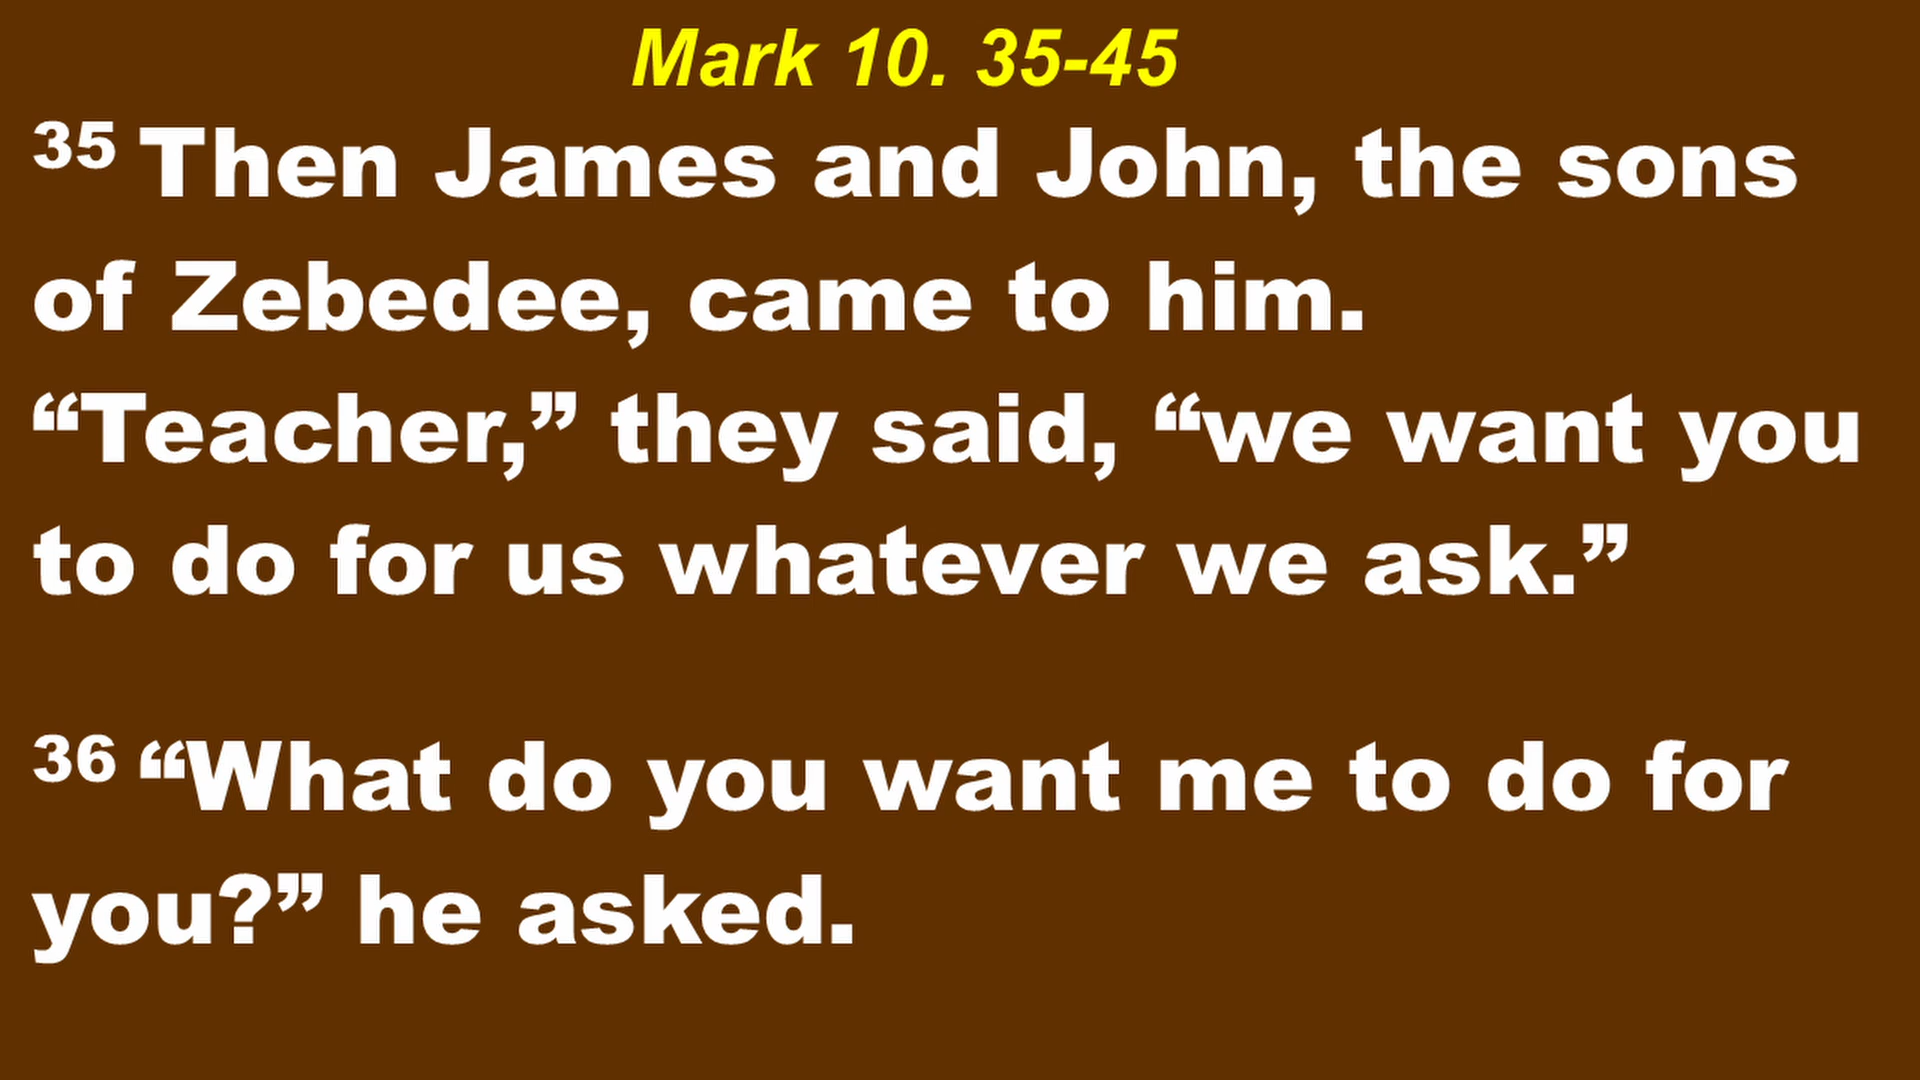 Mark 10. 35-45
35 Then James and John, the sons
of Zebedee, came to him.
“Teacher,” they said, “we want you
to do for us whatever we ask.”
36 “What do you want me to do for
you?” he asked.